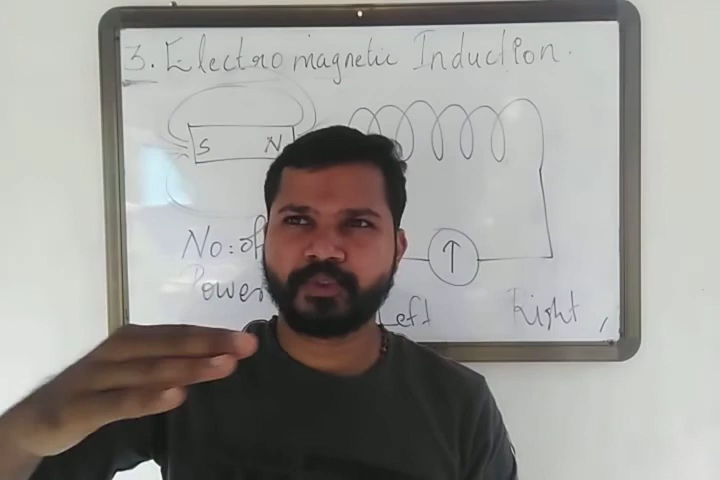 3. Electromagnetic Induction.
S N
No: of
Power
Left Right,